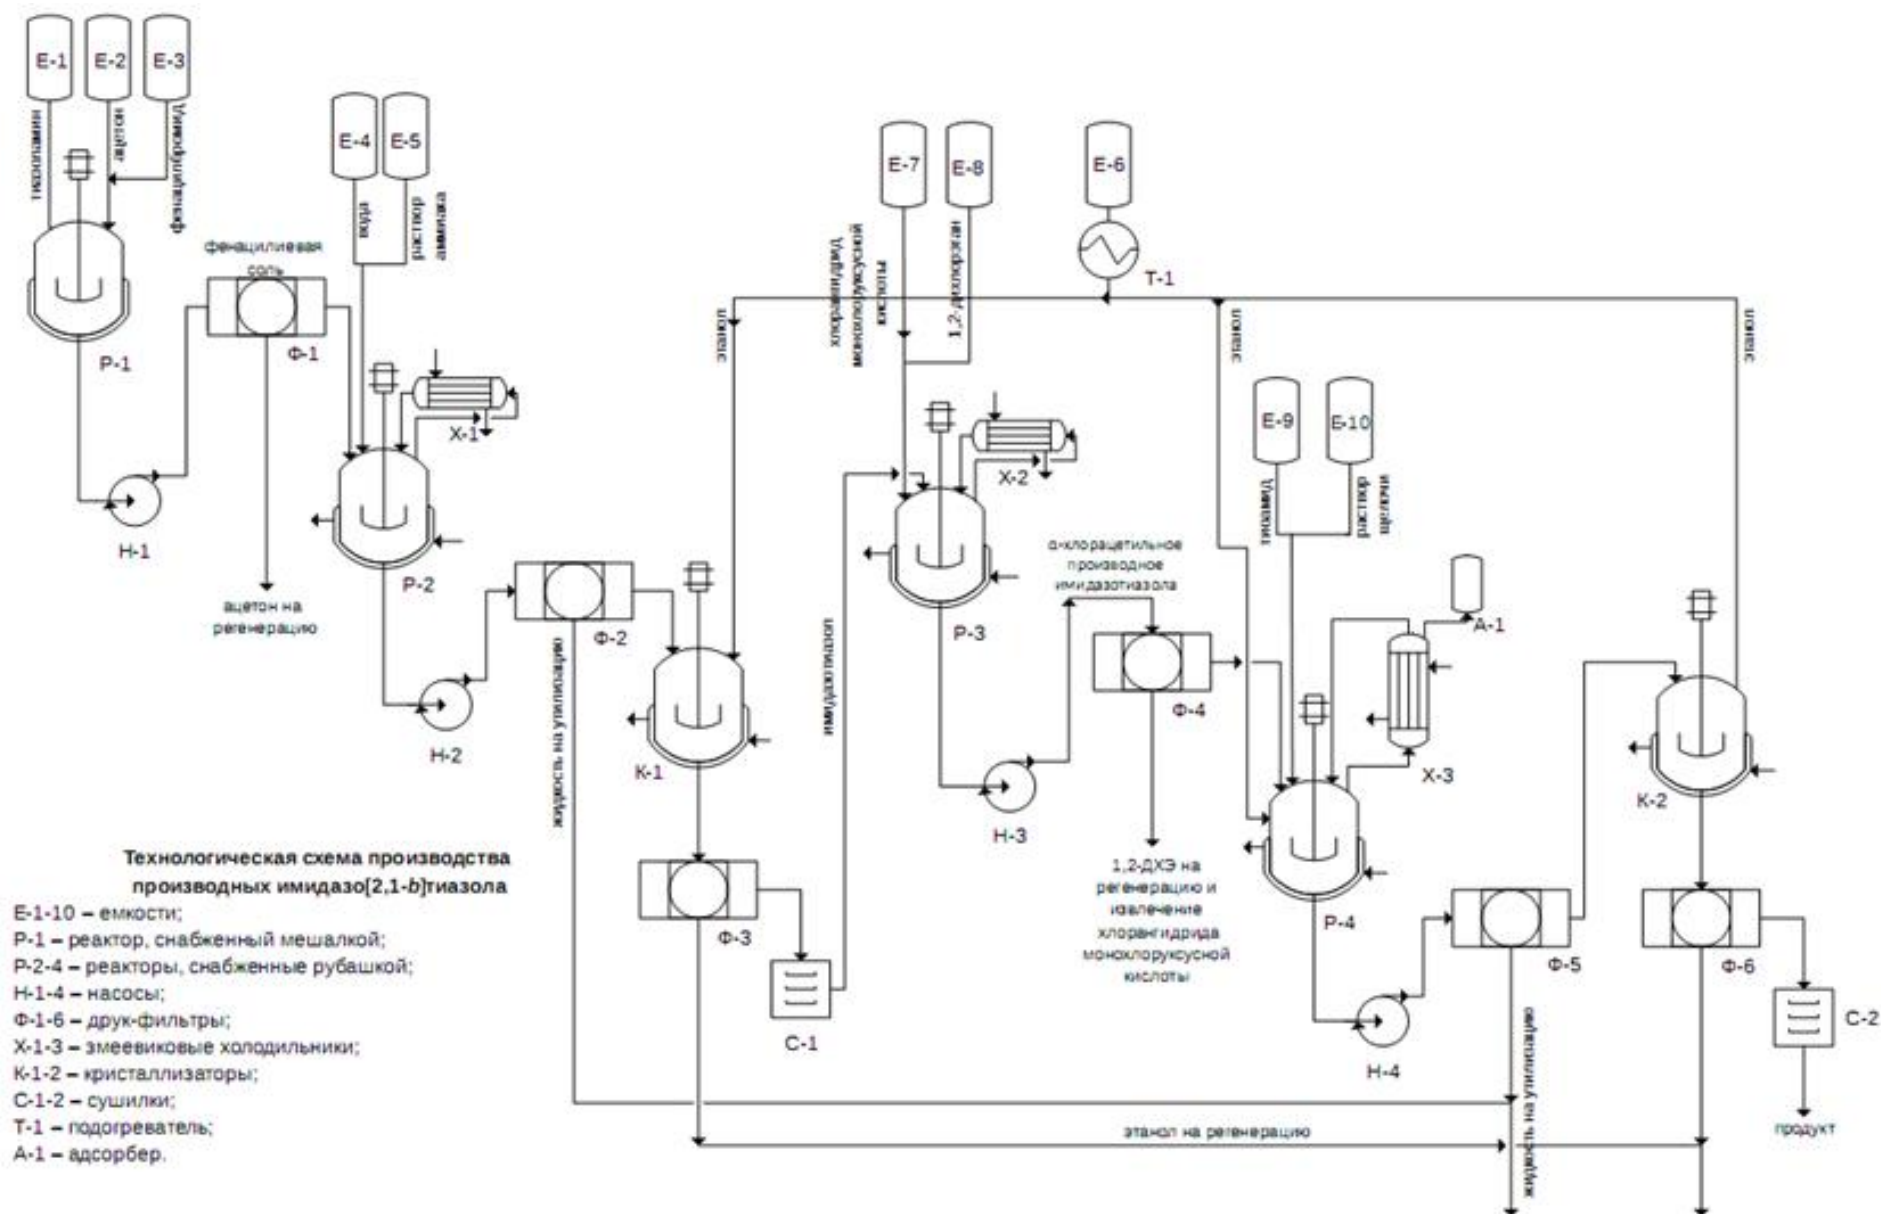 Е-1
Е-2
Е-3
тиазоламин
ацетон
фенацилбромид
Е-4
Е-5
вода
раствор
аммиака
фенацилиевая
соль
Ф-1
Р-1
Н-1
ацетон на
регенерацию
Х-1
Р-2
Н-2
Ф-2
жидкость на утилизацию
этанол
К-1
Ф-3
С-1
имидазотиазол
Е-7
Е-8
Е-6
Т-1
хлорангидрид
монохлоруксусной
кислоты
1,2-дихлорэтан
этанол
этанол
Х-2
Р-3
Н-3
α-хлорацетильное
производное
имидазотиазола
Ф-4
1,2-ДХЭ на
регенерацию и
извлечение
хлорангидрида
монохлоруксусной
кислоты
Е-9
Е-10
тиоамид
раствор
щелочи
А-1
Х-3
Р-4
Н-4
Ф-5
К-2
Ф-6
С-2
продукт
жидкость на утилизацию
этанол на регенерацию
Технологическая схема производства
производных имидазо[2,1-b]тиазола
Е-1-10 – емкости;
Р-1 – реактор, снабженный мешалкой;
Р-2-4 – реакторы, снабженные рубашкой;
Н-1-4 – насосы;
Ф-1-6 – друк-фильтры;
Х-1-3 – змеевиковые холодильники;
К-1-2 – кристаллизаторы;
С-1-2 – сушилки;
Т-1 – подогреватель;
А-1 – адсорбер.